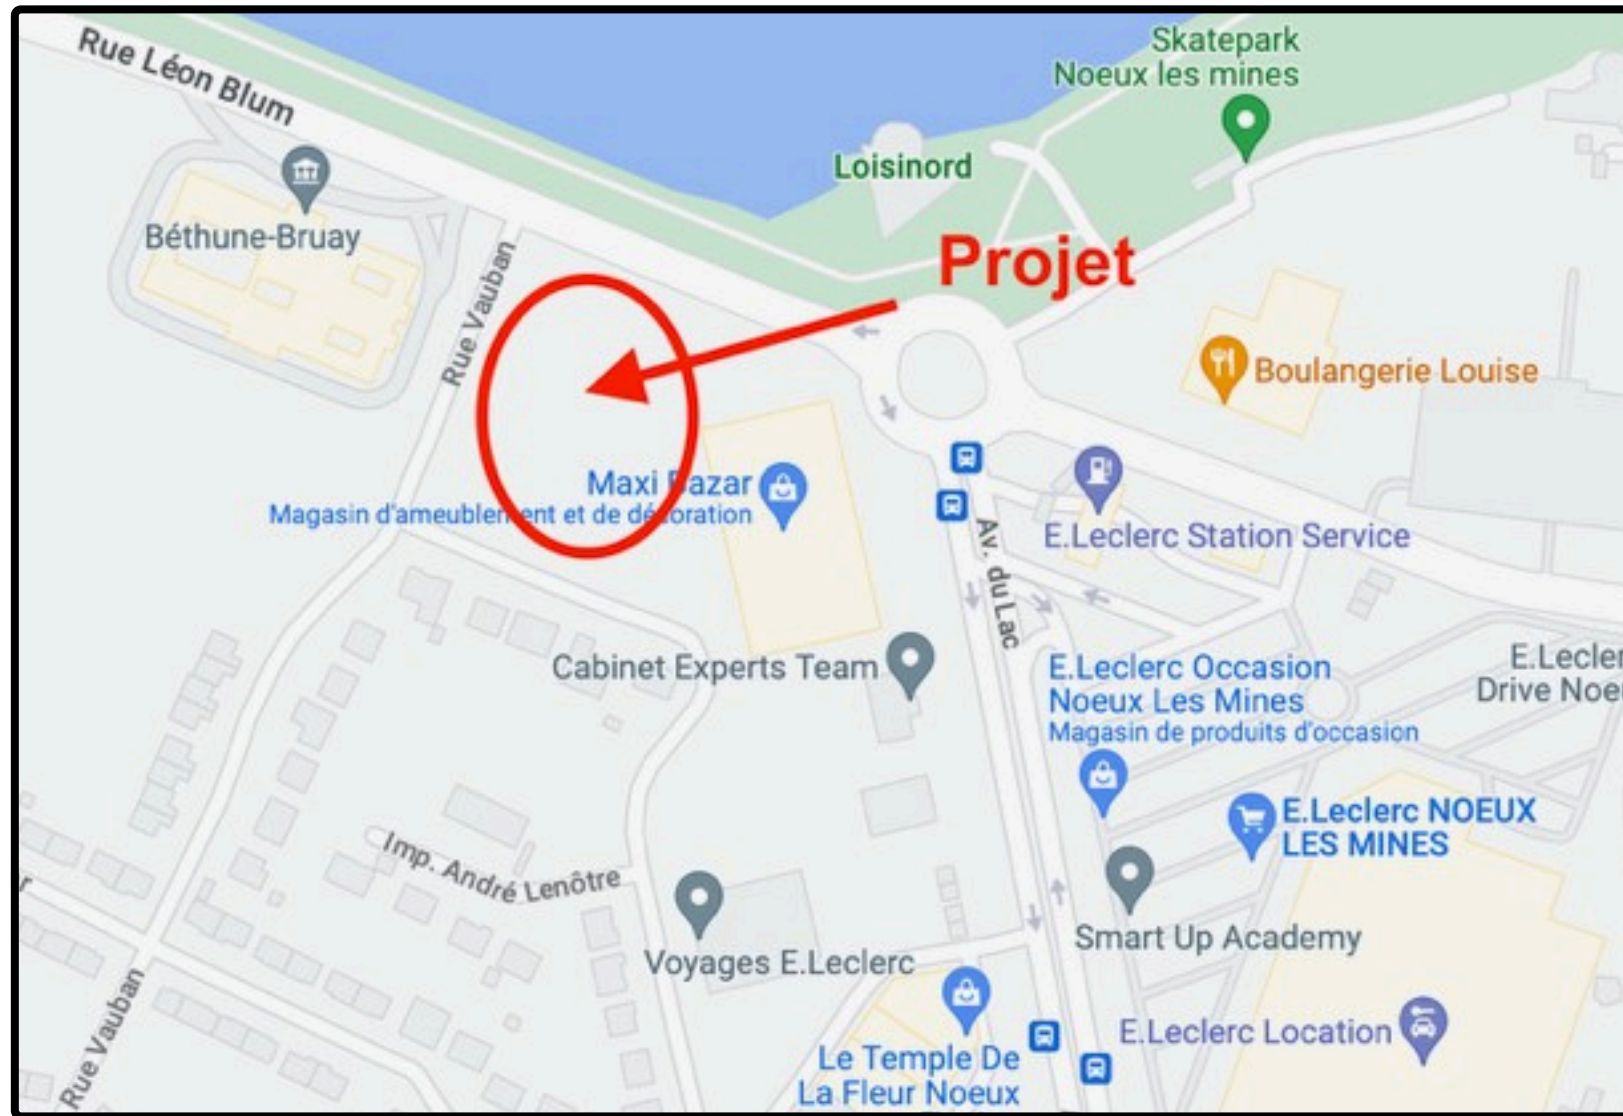 Rue Léon Blum
Skatepark
Noeux les mines
Loisinord
Béthune-Bruay
Projet
Rue Vauban
Boulangerie Louise
Maxi Bazar
Magasin d'ameublement et de décoration
E.Leclerc Station Service
Av. du Lac
Cabinet Experts Team
E.Leclerc Occasion
Noeux Les Mines
Magasin de produits d'occasion
E.Lecler
Drive Noe
E.Leclerc NOEUX
LES MINES
Imp. André Lenôtre
Smart Up Academy
Voyages E.Leclerc
Rue Vauban
E.Leclerc Location
Le Temple De
La Fleur Noeux